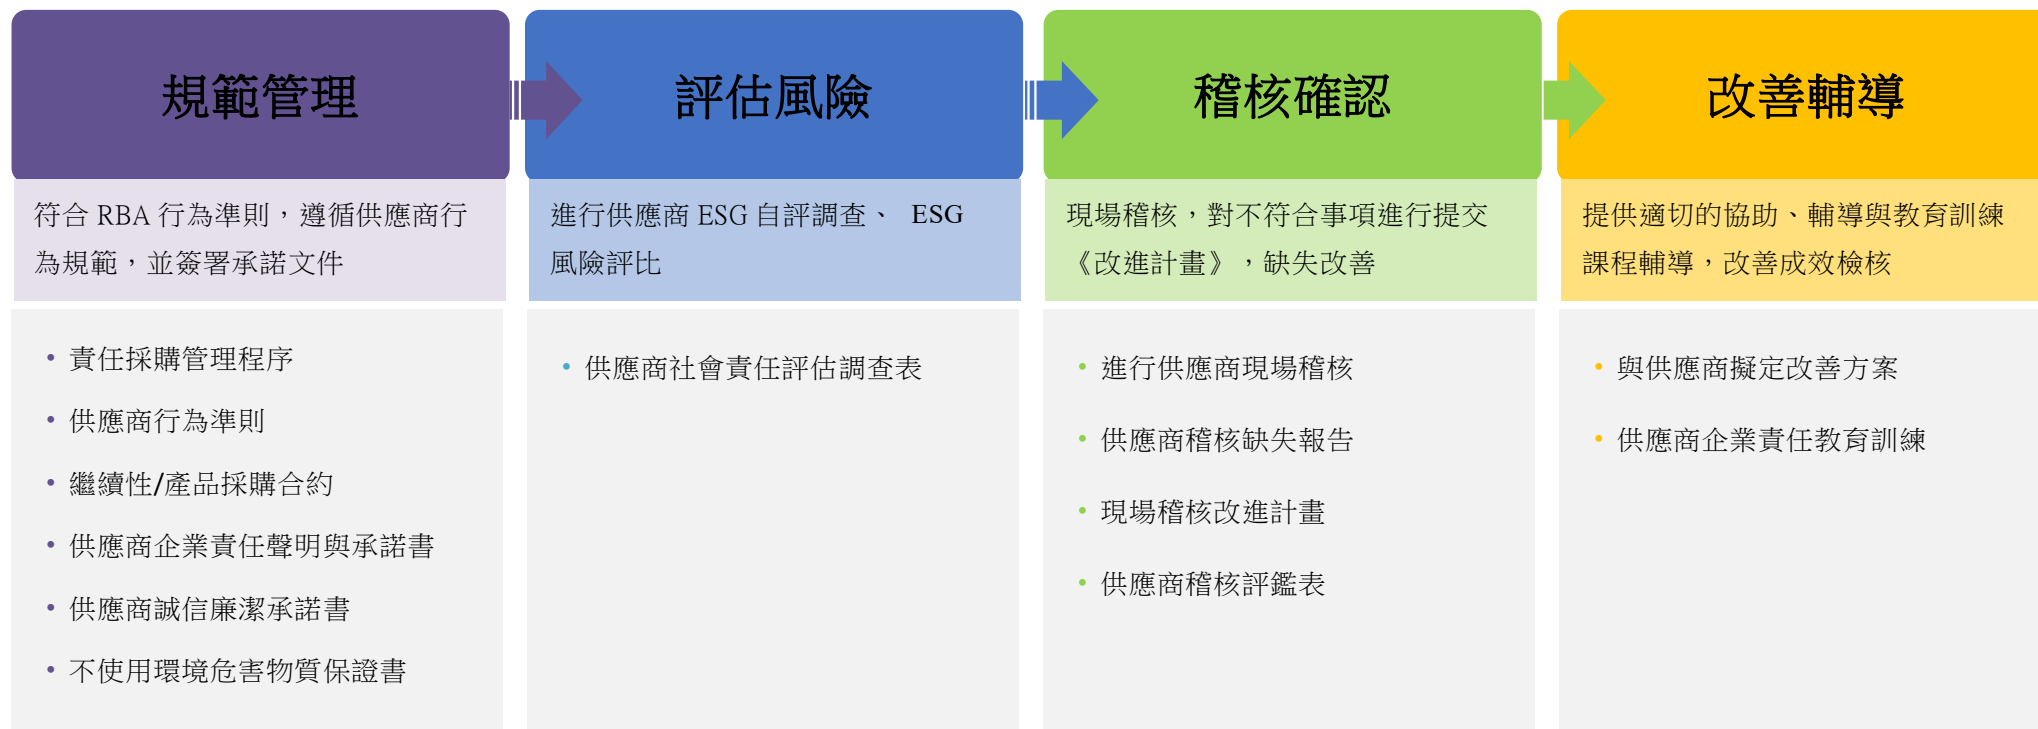 規範管理
符合 RBA 行為準則，遵循供應商行
為規範，並簽署承諾文件
• 責任採購管理程序
• 供應商行為準則
• 繼續性/產品採購合約
• 供應商企業責任聲明與承諾書
• 供應商誠信廉潔承諾書
• 不使用環境危害物質保證書
評估風險
進行供應商 ESG 自評調查、 ESG
風險評比
• 供應商社會責任評估調查表
稽核確認
現場稽核，對不符合事項進行提交
《改進計畫》，缺失改善
• 進行供應商現場稽核
• 供應商稽核缺失報告
• 現場稽核改進計畫
• 供應商稽核評鑑表
改善輔導
提供適切的協助、輔導與教育訓練
課程輔導，改善成效檢核
• 與供應商擬定改善方案
• 供應商企業責任教育訓練